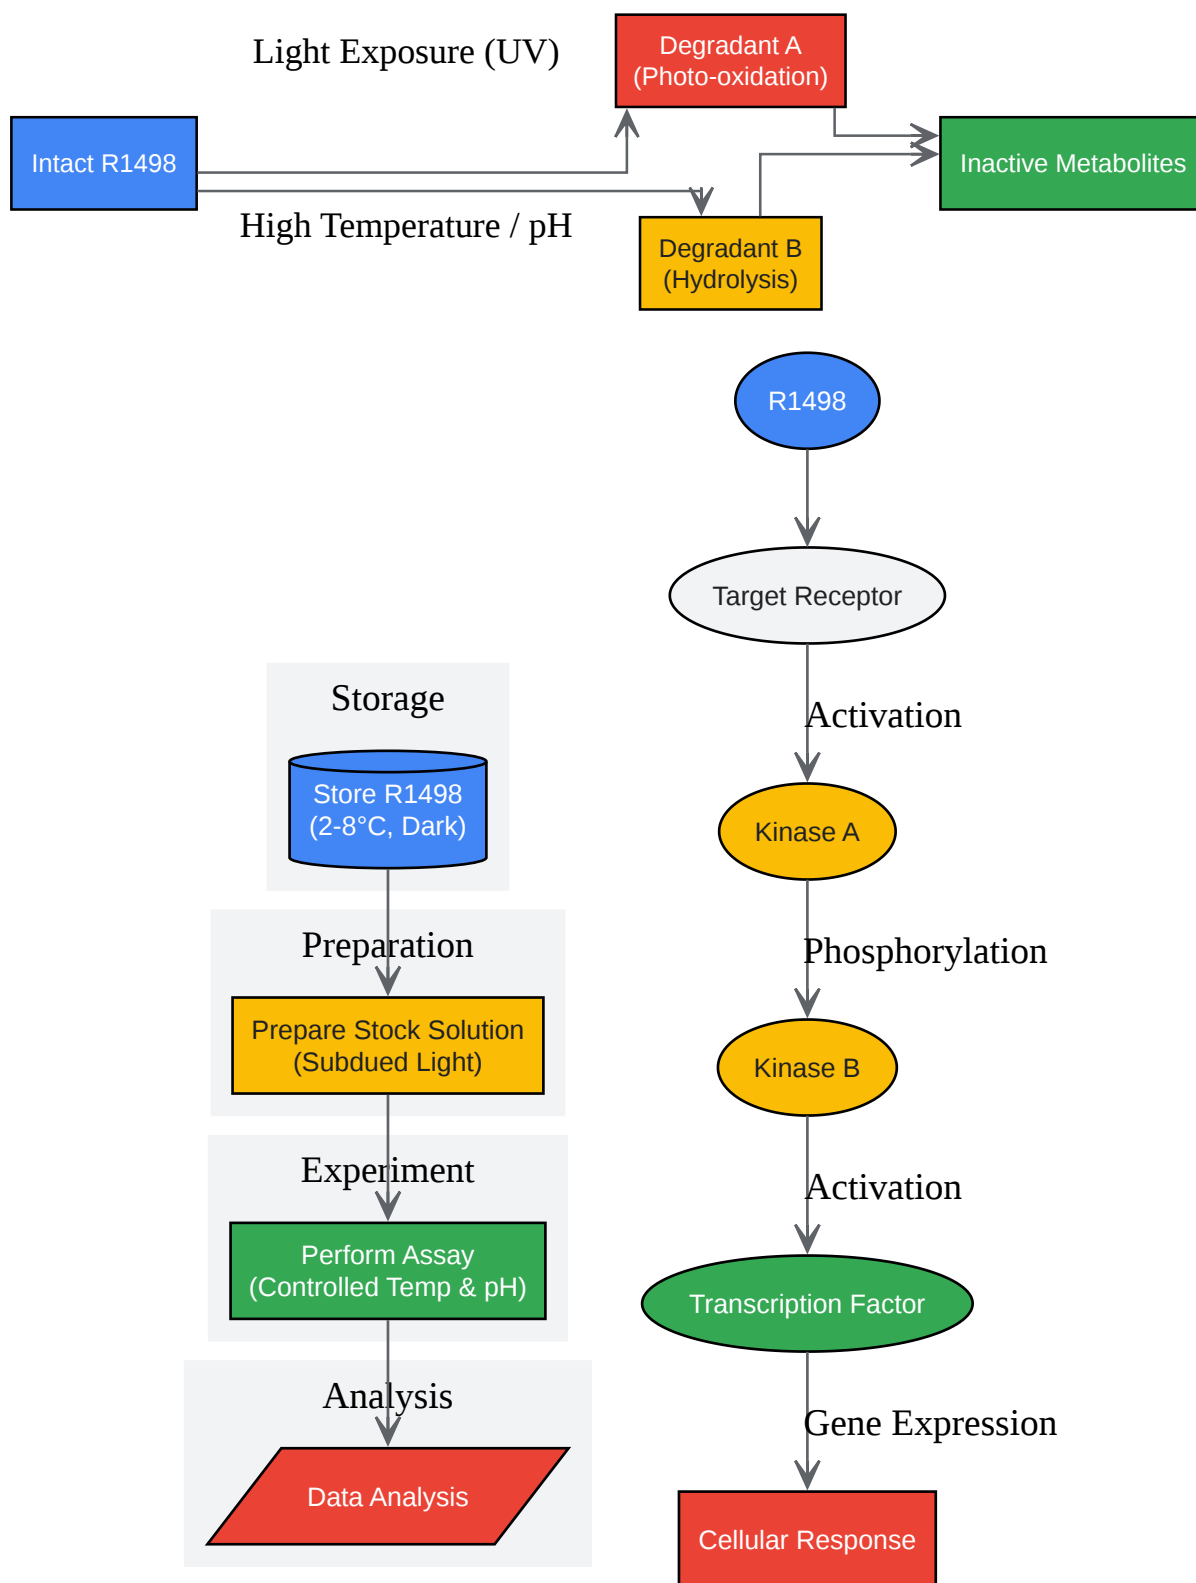 Light Exposure (UV)
Degradant A
(Photo-oxidation)
Intact R1498
Inactive Metabolites
High Temperature / pH
Degradant B
(Hydrolysis)
R1498
Target Receptor
Activation
Kinase A
Phosphorylation
Kinase B
Activation
Transcription Factor
Gene Expression
Cellular Response
Storage
Store R1498
(2-8°C, Dark)
Preparation
Prepare Stock Solution
(Subdued Light)
Experiment
Perform Assay
(Controlled Temp & pH)
Analysis
Data Analysis